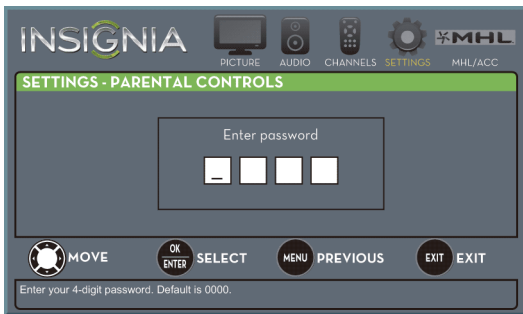 INSIGNIA
PICTURE AUDIO CHANNELS SETTINGS MHL/ACC
MHL
SETTINGS - PARENTAL CONTROLS
Enter password
_
MOVE OK ENTER SELECT MENU PREVIOUS EXIT EXIT
Enter your 4-digit password. Default is 0000.